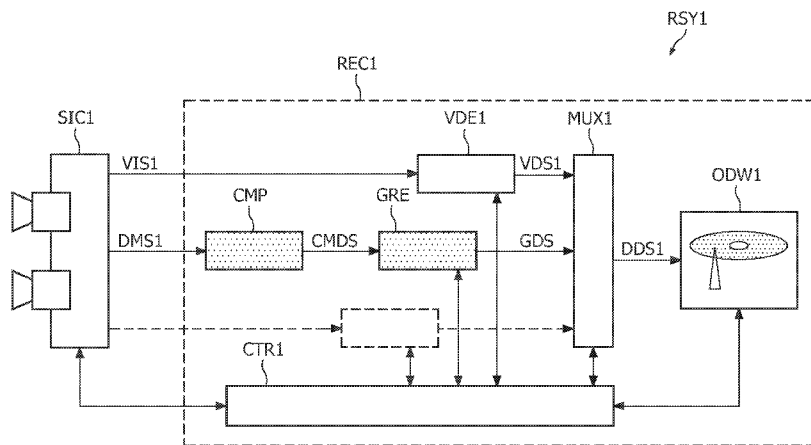 RSY1
REC1
SIC1
VDE1
MUX1
VIS1
VDS1
ODW1
CMP
GRE
DMS1
CMDS
GDS
DDS1
CTR1